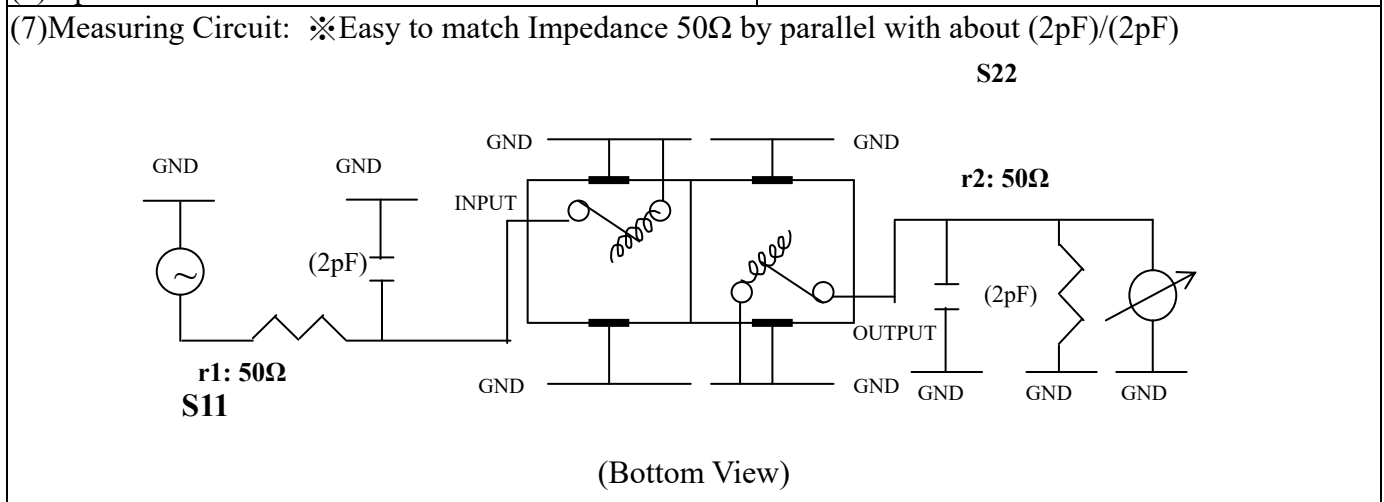 (7)Measuring Circuit: ※Easy to match Impedance 50Ω by parallel with about (2pF)/(2pF)
S22
GND
GND
GND
GND
r2: 50Ω
INPUT
(2pF)
(2pF)
OUTPUT
r1: 50Ω
S11
GND
GND
GND
GND
GND
(Bottom View)